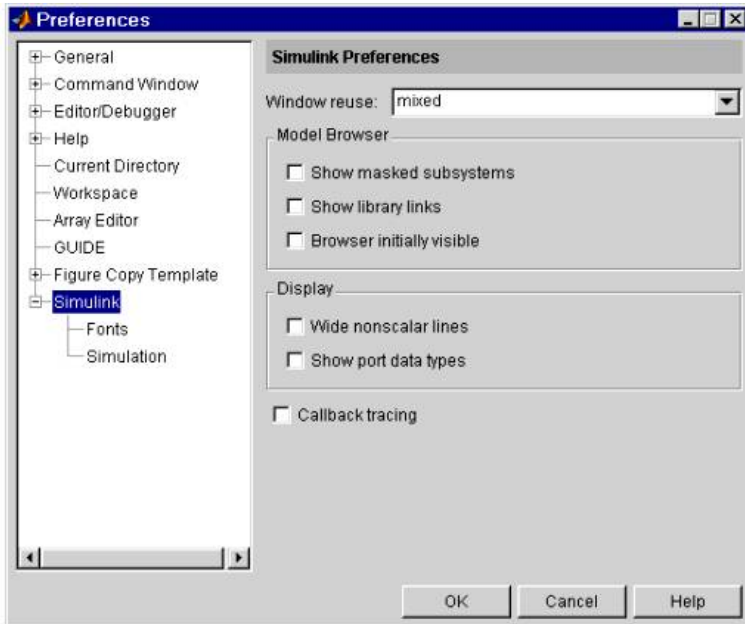 Preferences
General
Command Window
Editor/Debugger
Help
Current Directory
Workspace
Array Editor
GUIDE
Figure Copy Template
Simulink
Fonts
Simulation
Simulink Preferences
Window reuse: mixed
Model Browser
Show masked subsystems
Show library links
Browser initially visible
Display
Wide nonscalar lines
Show port data types
Callback tracing
OK Cancel Help